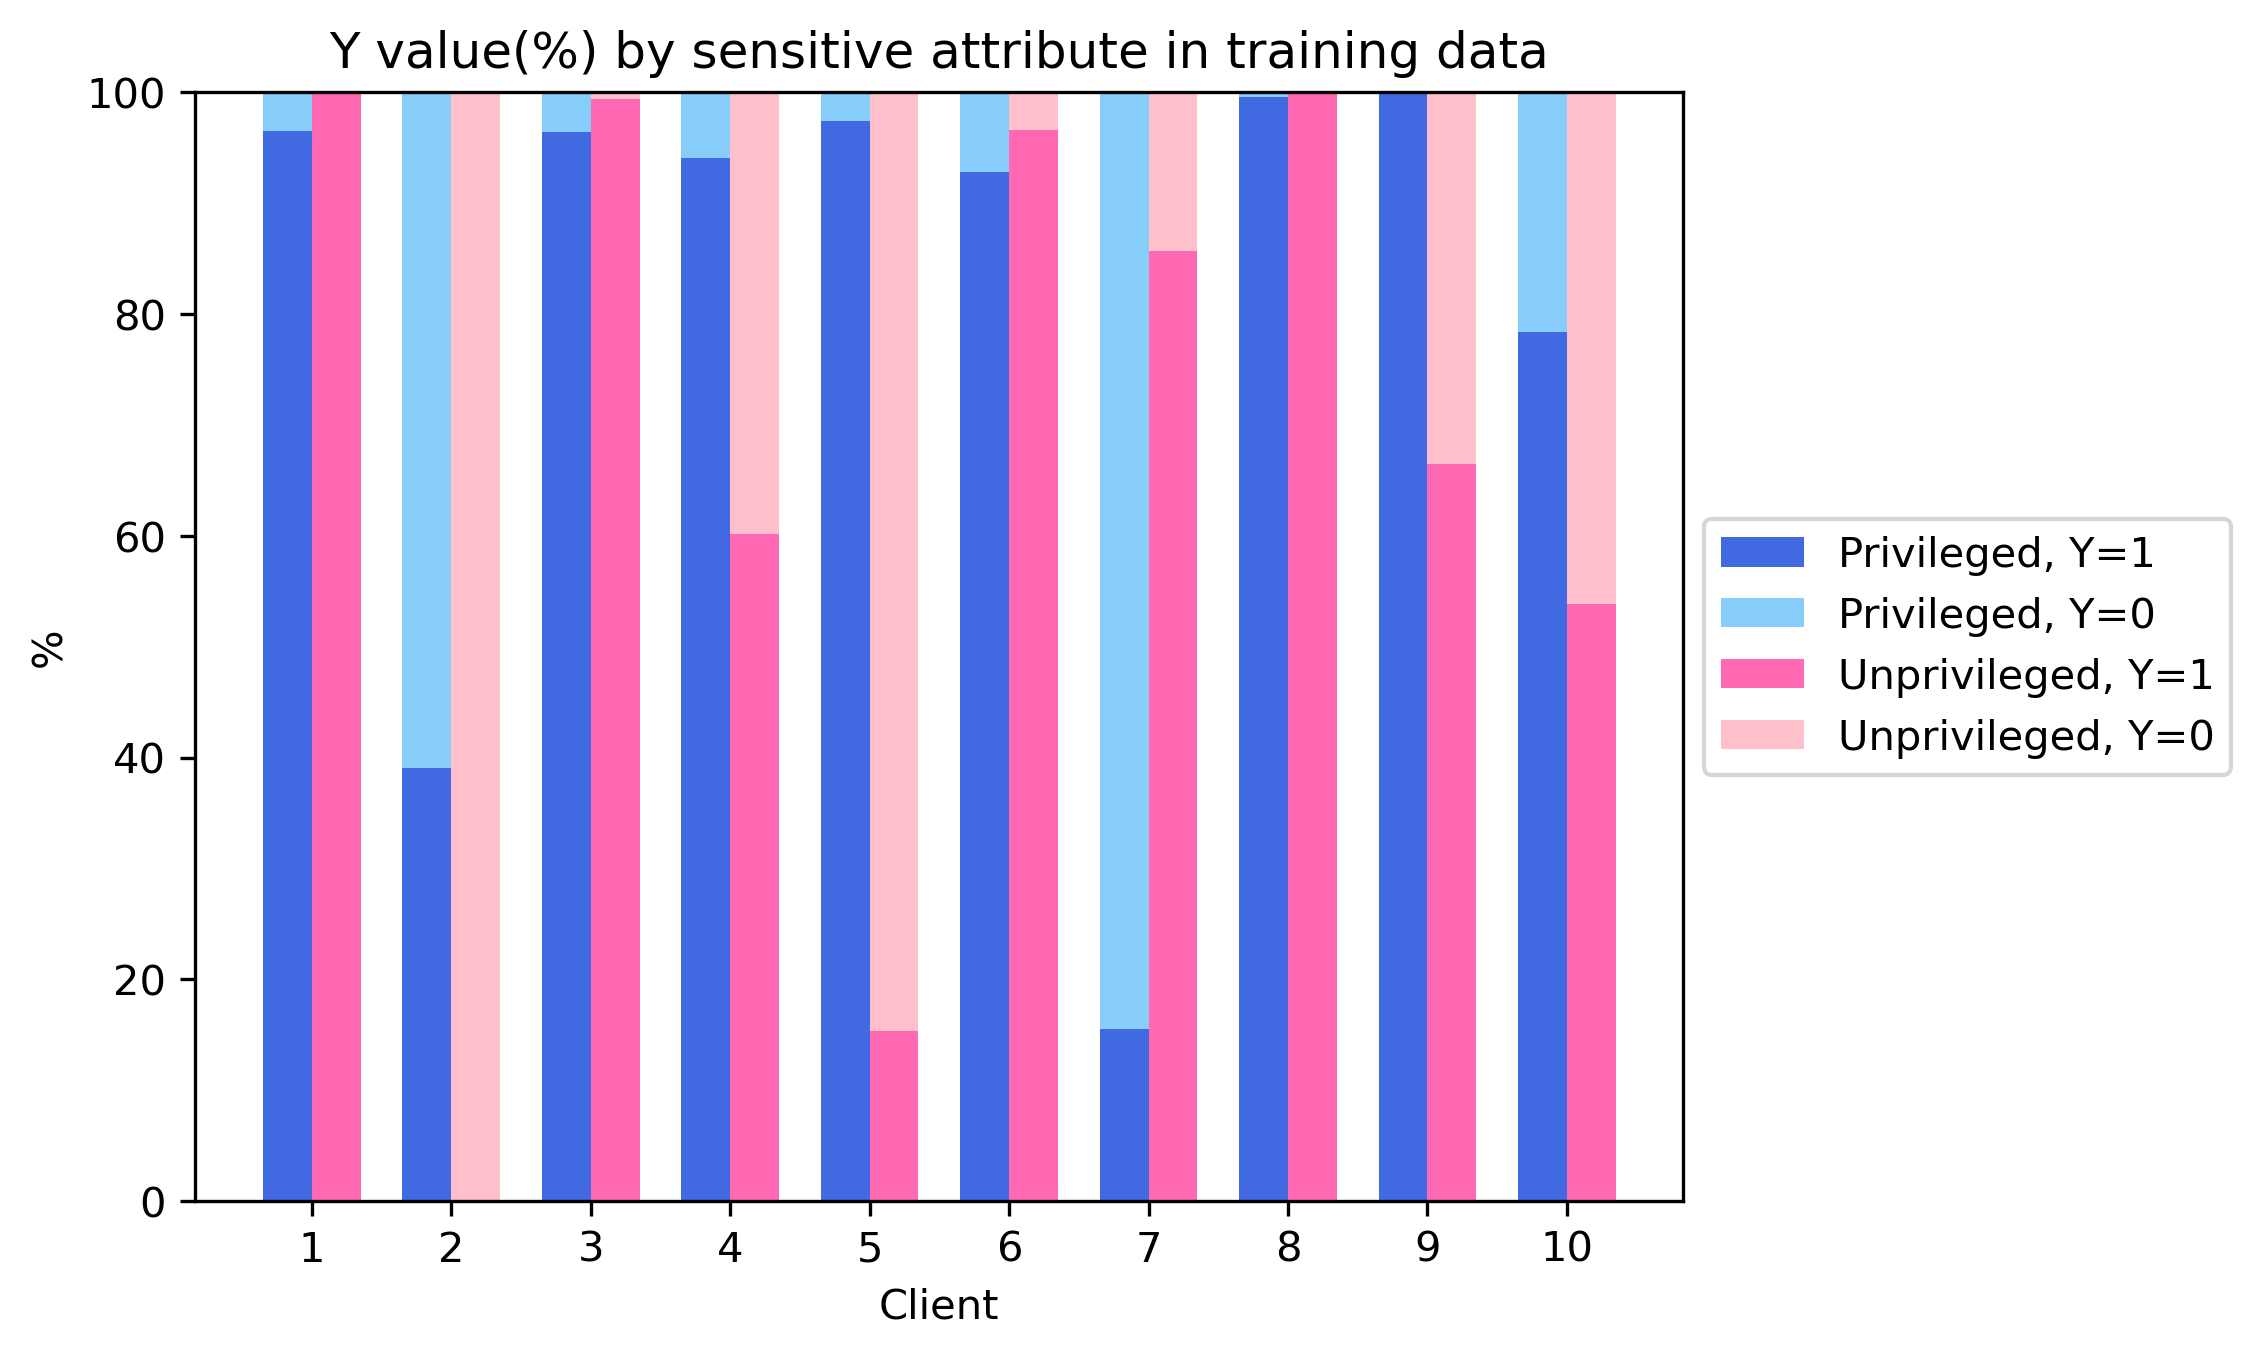 Y value(%) by sensitive attribute in training data
100
80
60
40
20
0
%
1 2 3 4 5 6 7 8 9 10
Client
Privileged, Y=1
Privileged, Y=0
Unprivileged, Y=1
Unprivileged, Y=0